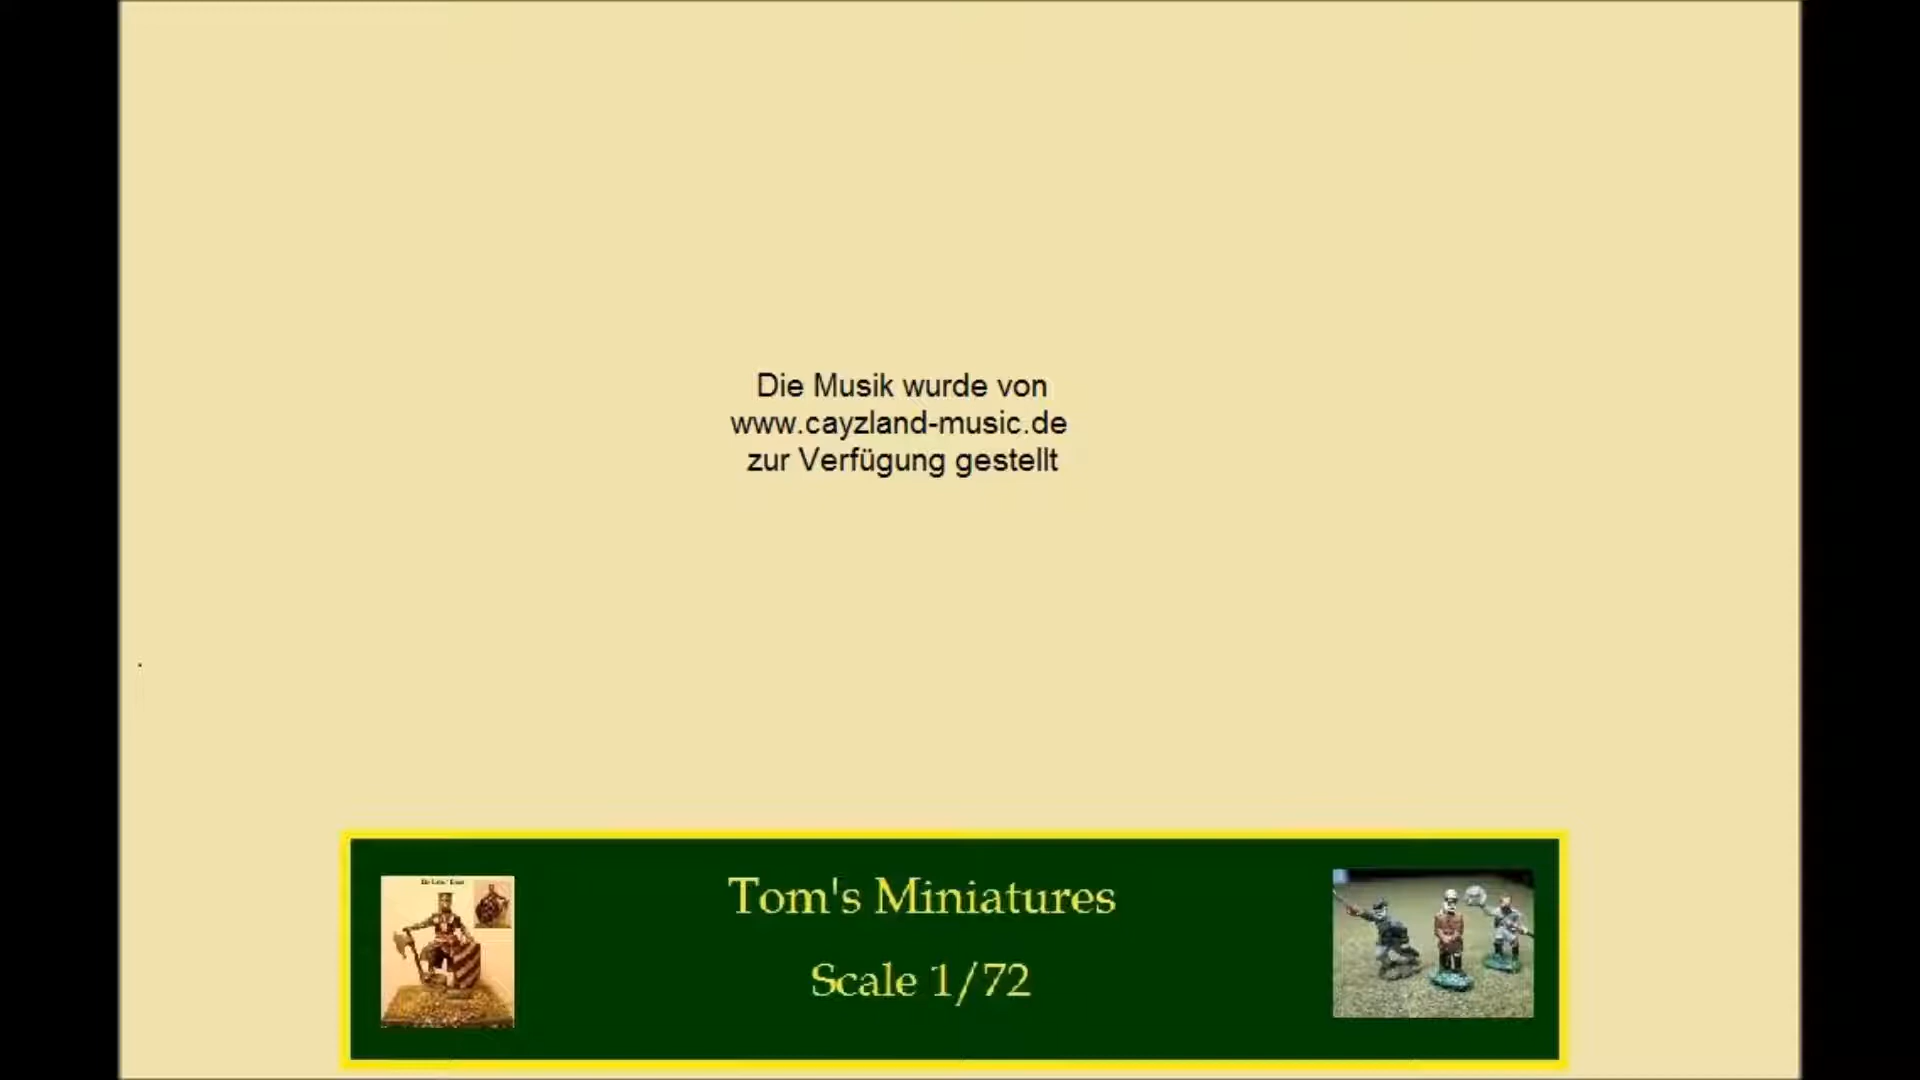 Die Musik wurde von
www.cayzland-music.de
zur Verfügung gestellt
Tom's Miniatures
Scale 1/72